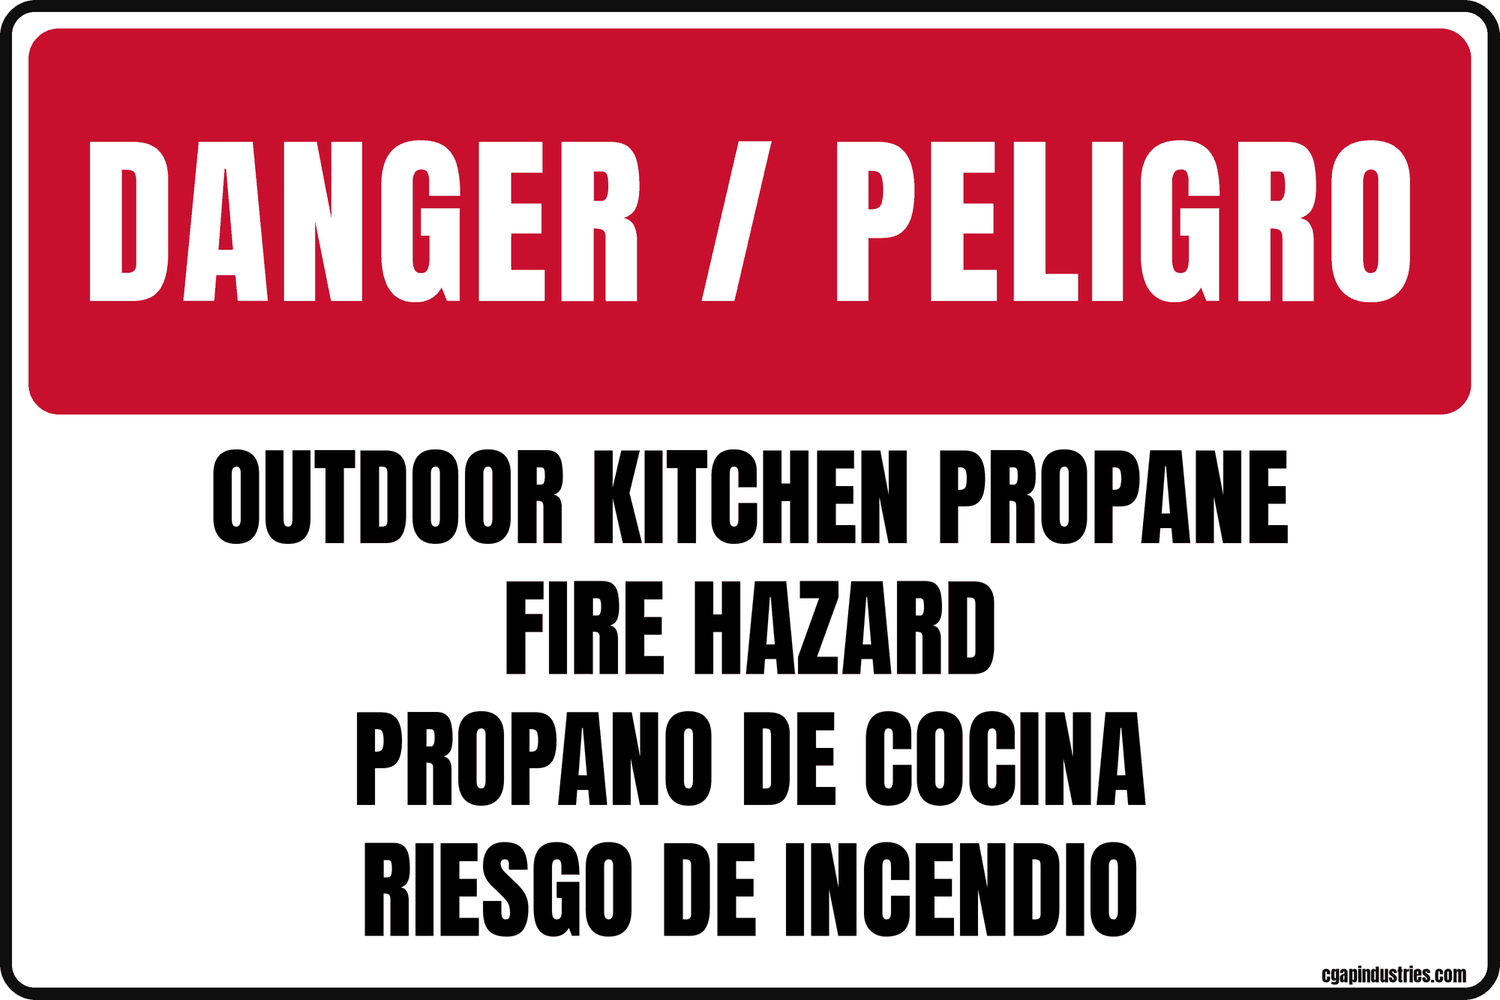 DANGER / PELIGRO
OUTDOOR KITCHEN PROPANE
FIRE HAZARD
PROPANO DE COCINA
RIESGO DE INCENDIO
cgapindustries.com